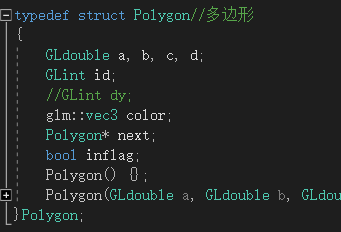 typedef struct Polygon//多边形
{
GLdouble a, b, c, d;
GLint id;
//GLint dy;
glm::vec3 color;
Polygon* next;
bool inflag;
Polygon() {};
Polygon(GLdouble a, GLdouble b, GLdou
}Polygon;